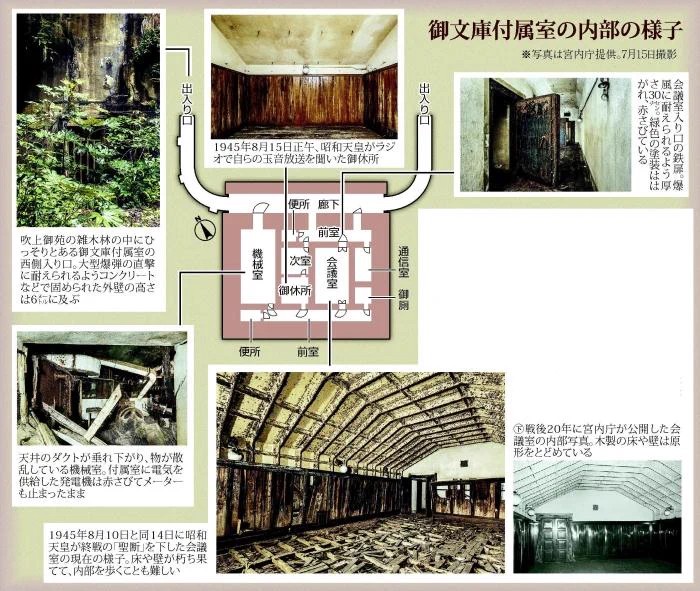 御文庫付属室の内部の様子
※写真は宮内庁提供。7月15日撮影
出入り口
1945年8月15日正午、昭和天皇がラジ
オで自らの玉音放送を聞いた御休所
出入り口
会議室入り口の鉄扉。爆
風に耐えられるよう厚
さ30センチ。緑色の塗装はは
がれ、赤さびている
吹上御苑の雑木林の中にひ
っそりとある御文庫付属室の
西側入り口。大型爆弾の直撃
に耐えられるようコンクリート
などで固められた外壁の高さ
は6メートルに及ぶ
便所
廊下
前室
機械室
次室
会議室
御休所
通信室
御厠
便所
前室
天井のダクトが垂れ下がり、物が散
乱している機械室。付属室に電気を
供給した発電機は赤さびてメーター
も止まったまま
㊦戦後20年に宮内庁が公開した会
議室の内部写真。木製の床や壁は原
形をとどめている
1945年8月10日と同14日に昭和
天皇が終戦の「聖断」を下した会議
室の現在の様子。床や壁が朽ち果
てて、内部を歩くことも難しい